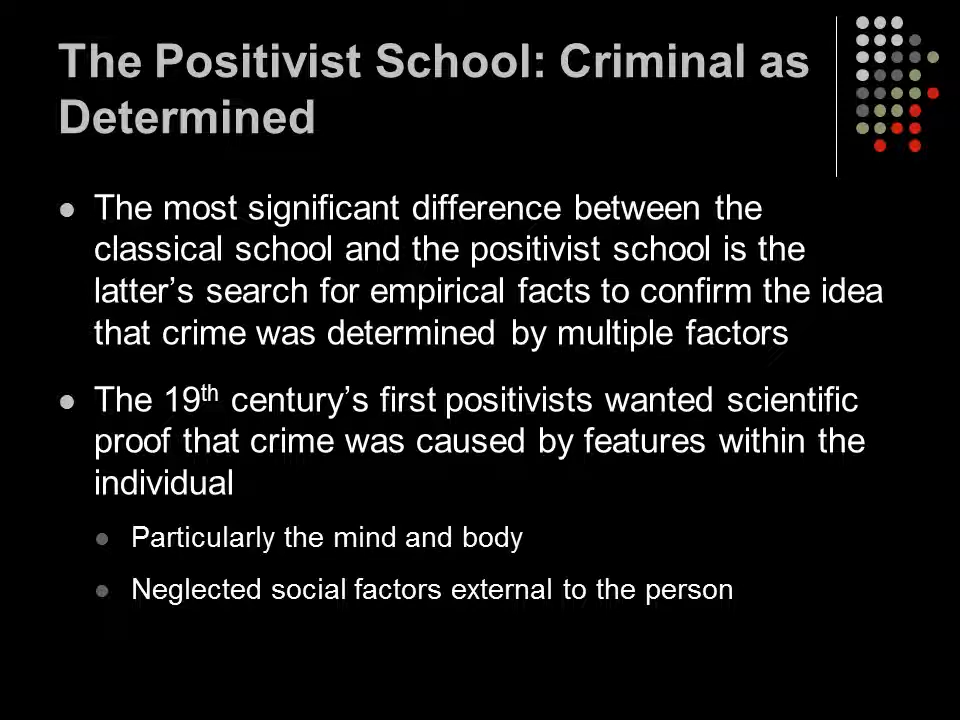 The Positivist School: Criminal as
Determined
The most significant difference between the
classical school and the positivist school is the
latter’s search for empirical facts to confirm the idea
that crime was determined by multiple factors
The 19th century’s first positivists wanted scientific
proof that crime was caused by features within the
individual
Particularly the mind and body
Neglected social factors external to the person